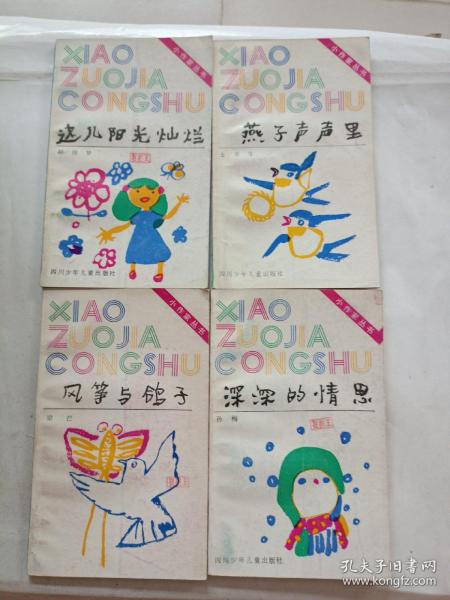 XIAO
ZUOJIA
CONGSHU
小作家丛书
这儿阳光灿烂
四川少年儿童出版社
XIAO
ZUOJIA
CONGSHU
小作家丛书
燕子声声里
四川少年儿童出版社
XIAO
ZUOJIA
CONGSHU
小作家丛书
风筝与鸽子
XIAO
ZUOJIA
CONGSHU
小作家丛书
深深的情思
孙梅
四川少年儿童出版社
孔夫子旧书网
www.kongfz.com